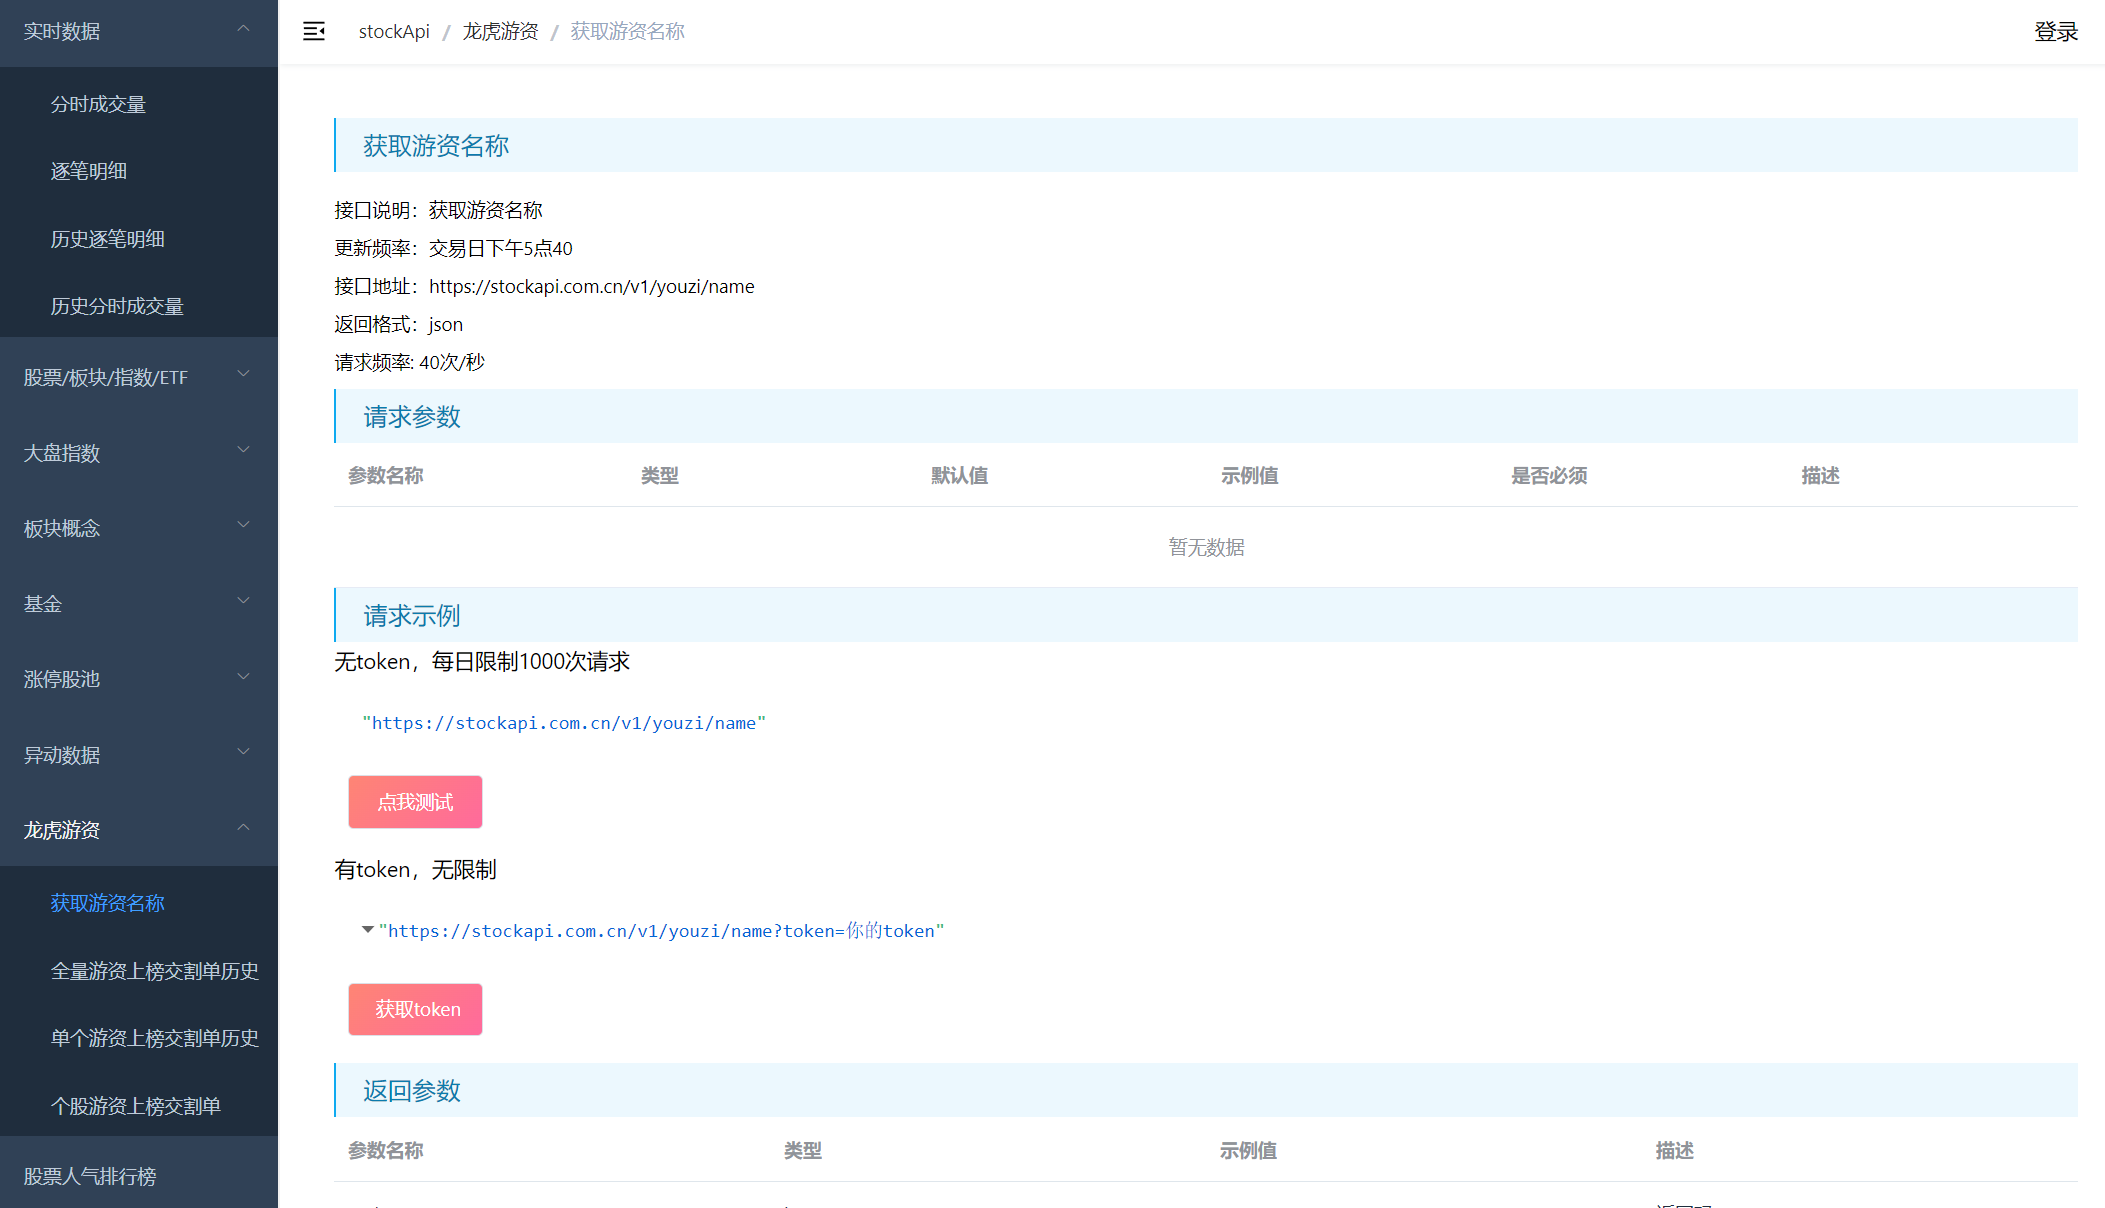 实时数据
分时成交量
逐笔明细
历史逐笔明细
历史分时成交量
股票/板块/指数/ETF
大盘指数
板块概念
基金
涨停股池
异动数据
龙虎游资
获取游资名称
全量游资上榜交割单历史
单个游资上榜交割单历史
个股游资上榜交割单
股票人气排行榜
stockApi / 龙虎游资 / 获取游资名称
登录
获取游资名称
接口说明：获取游资名称
更新频率：交易日下午5点40
接口地址：https://stockapi.com.cn/v1/youzi/name
返回格式：json
请求频率: 40次/秒
请求参数
参数名称 类型 默认值 示例值 是否必须 描述
暂无数据
请求示例
无token，每日限制1000次请求
"https://stockapi.com.cn/v1/youzi/name"
点我测试
有token，无限制
"https://stockapi.com.cn/v1/youzi/name?token=你的token"
获取token
返回参数
参数名称 类型 示例值 描述